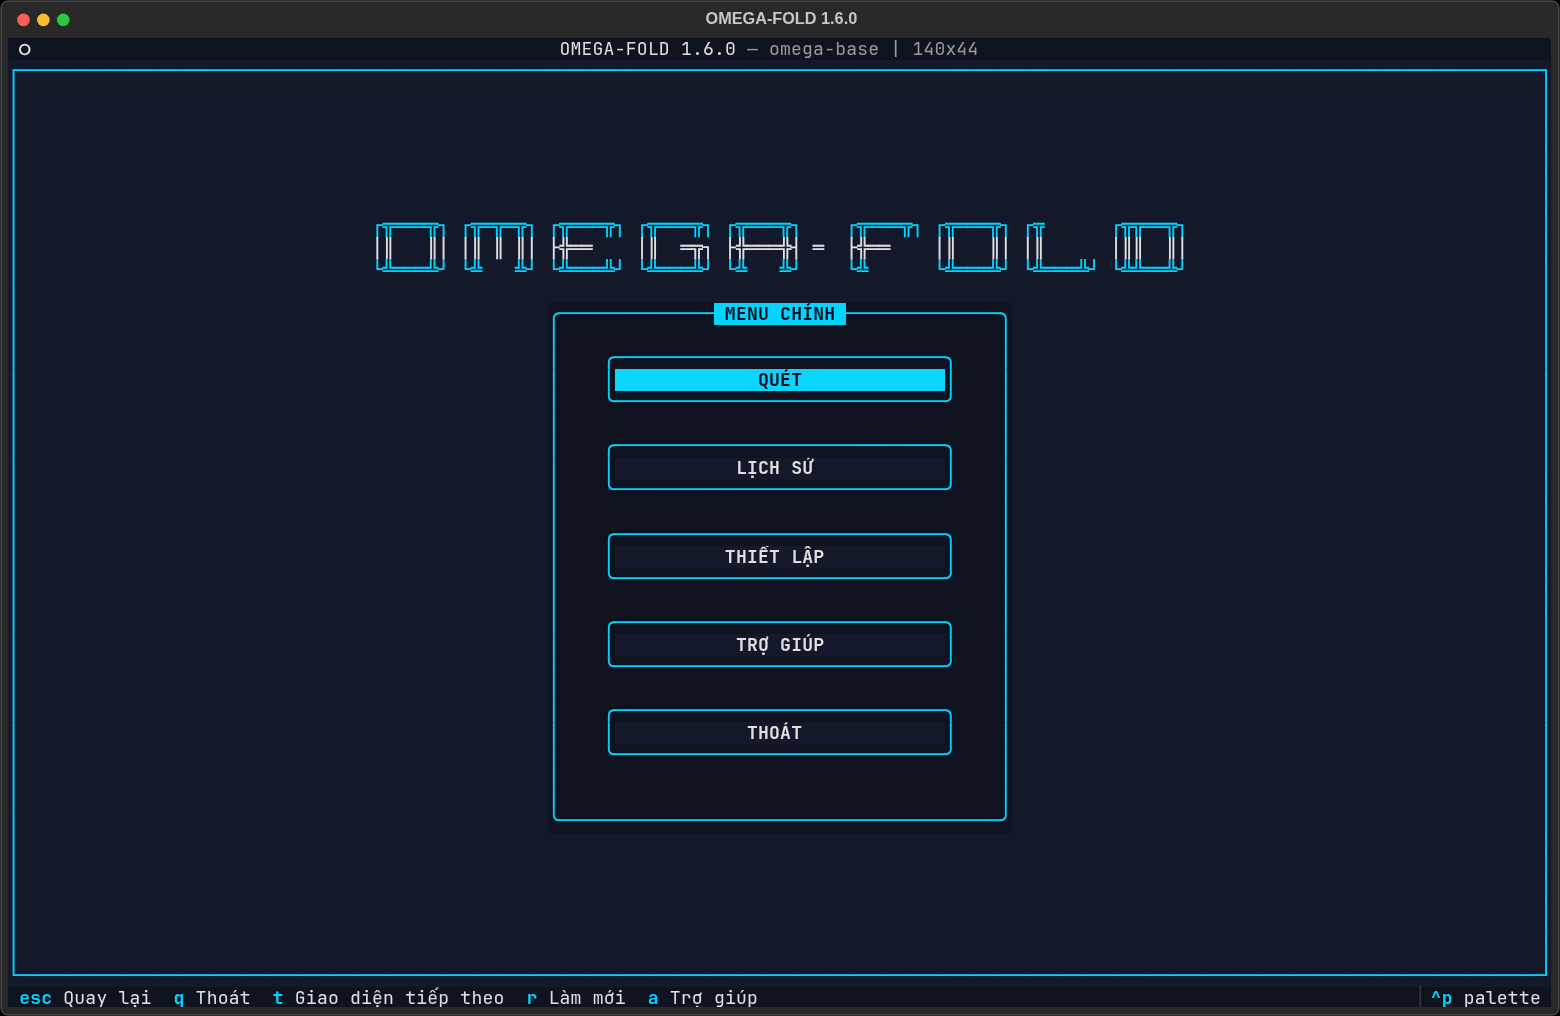 OMEGA-FOLD 1.6.0
OMEGA-FOLD 1.6.0 — omega-base | 140x44
OMEGA-FOLD
MENU CHÍNH
QUÉT
LỊCH SỬ
THIẾT LẬP
TRỢ GIÚP
THOÁT
esc Quay lại q Thoát t Giao diện tiếp theo r Làm mới a Trợ giúp ^p palette